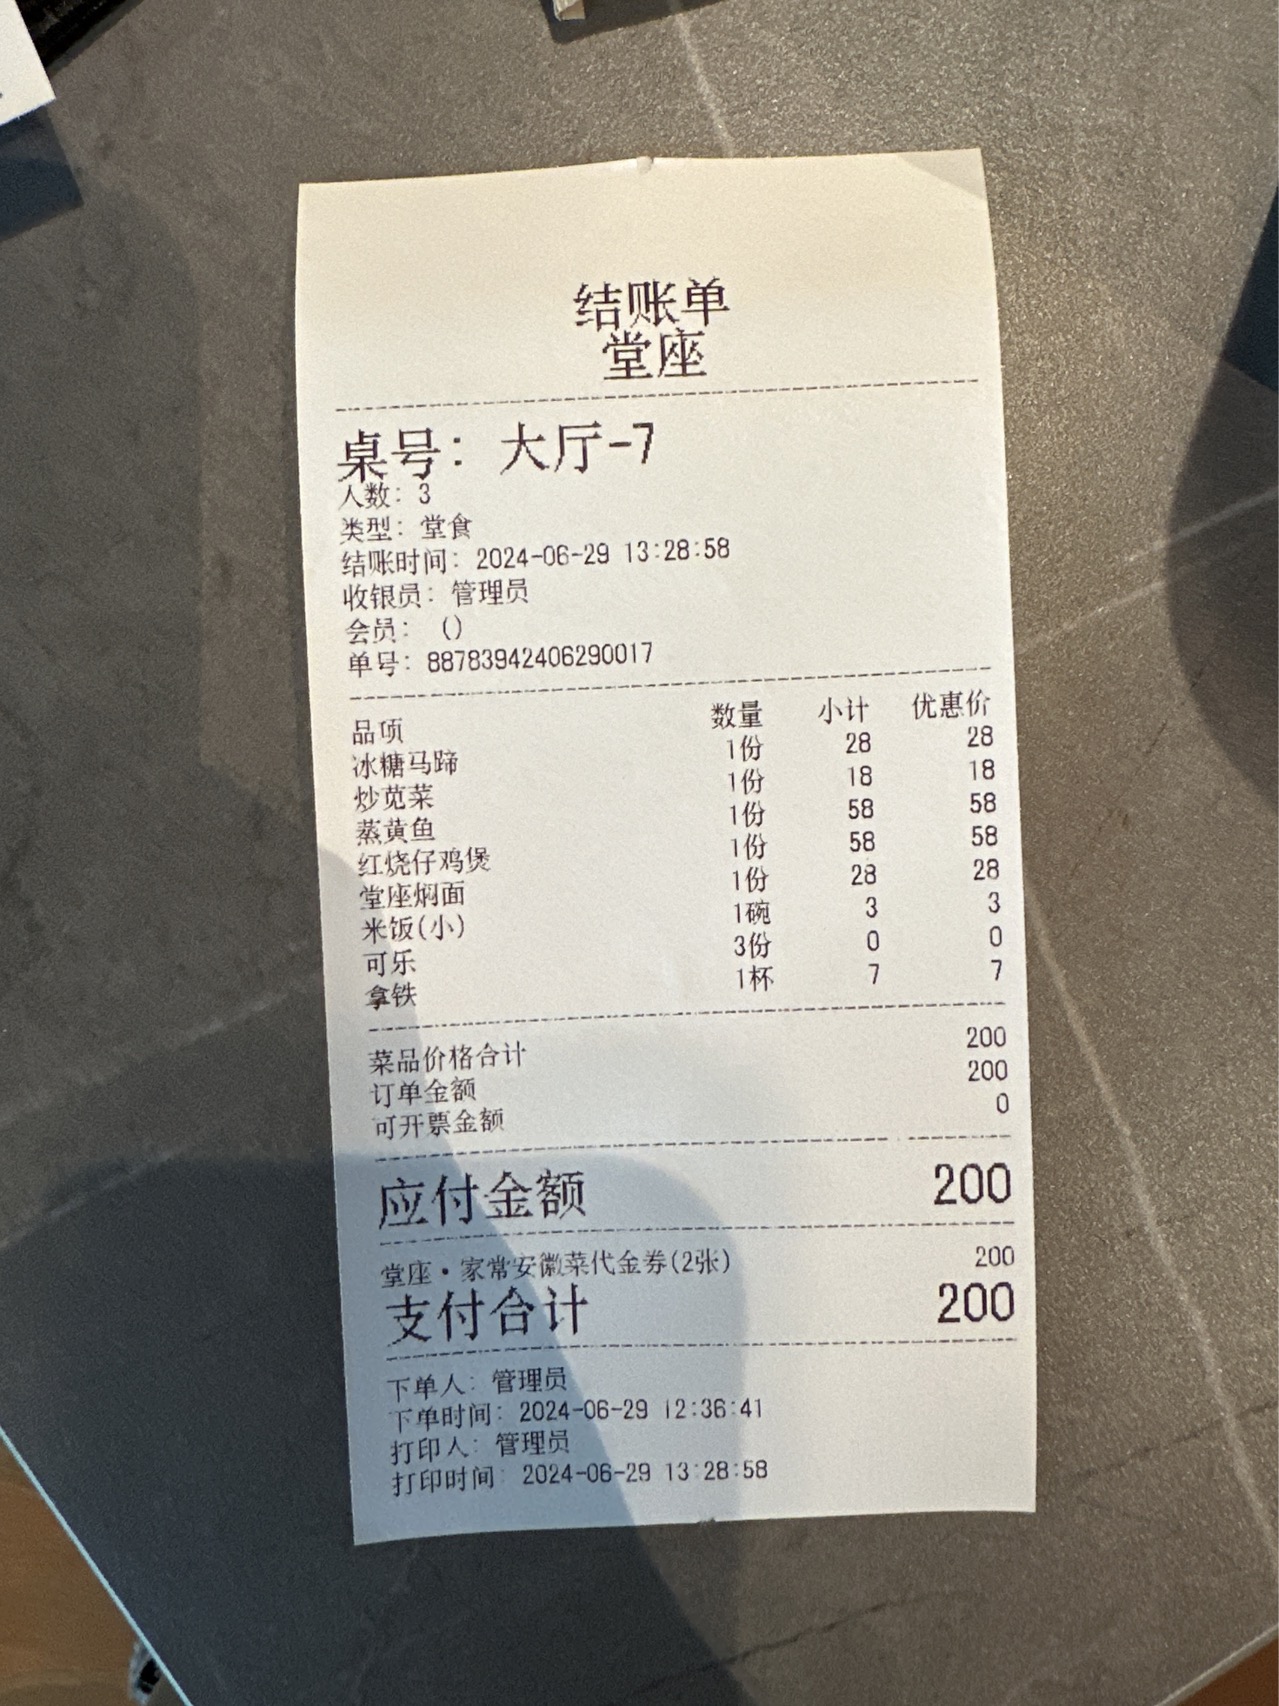 结账单
堂座
桌号: 大厅-7
人数: 3
类型: 堂食
结账时间: 2024-06-29 13:28:58
收银员: 管理员
会员: ()
单号: 88783942406290017
品项 数量 小计 优惠价
冰糖马蹄 1份 28 28
炒苋菜 1份 18 18
蒸黄鱼 1份 58 58
红烧仔鸡煲 1份 58 58
堂座焖面 1份 28 28
米饭(小) 1碗 3 3
可乐 3份 0 0
拿铁 1杯 7 7
菜品价格合计 200
订单金额 200
可开票金额 0
应付金额 200
堂座·家常安徽菜代金券(2张) 200
支付合计 200
下单人: 管理员
下单时间: 2024-06-29 12:36:41
打印人: 管理员
打印时间: 2024-06-29 13:28:58